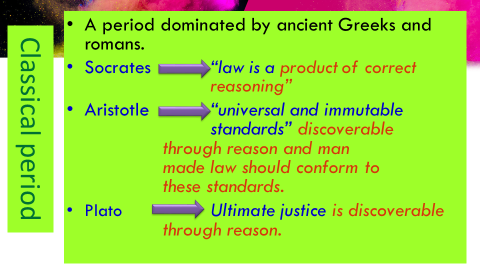 Classical period
• A period dominated by ancient Greeks and
romans.
• Socrates “law is a product of correct
reasoning”
• Aristotle “universal and immutable
standards” discoverable
through reason and man
made law should conform to
these standards.
• Plato Ultimate justice is discoverable
through reason.